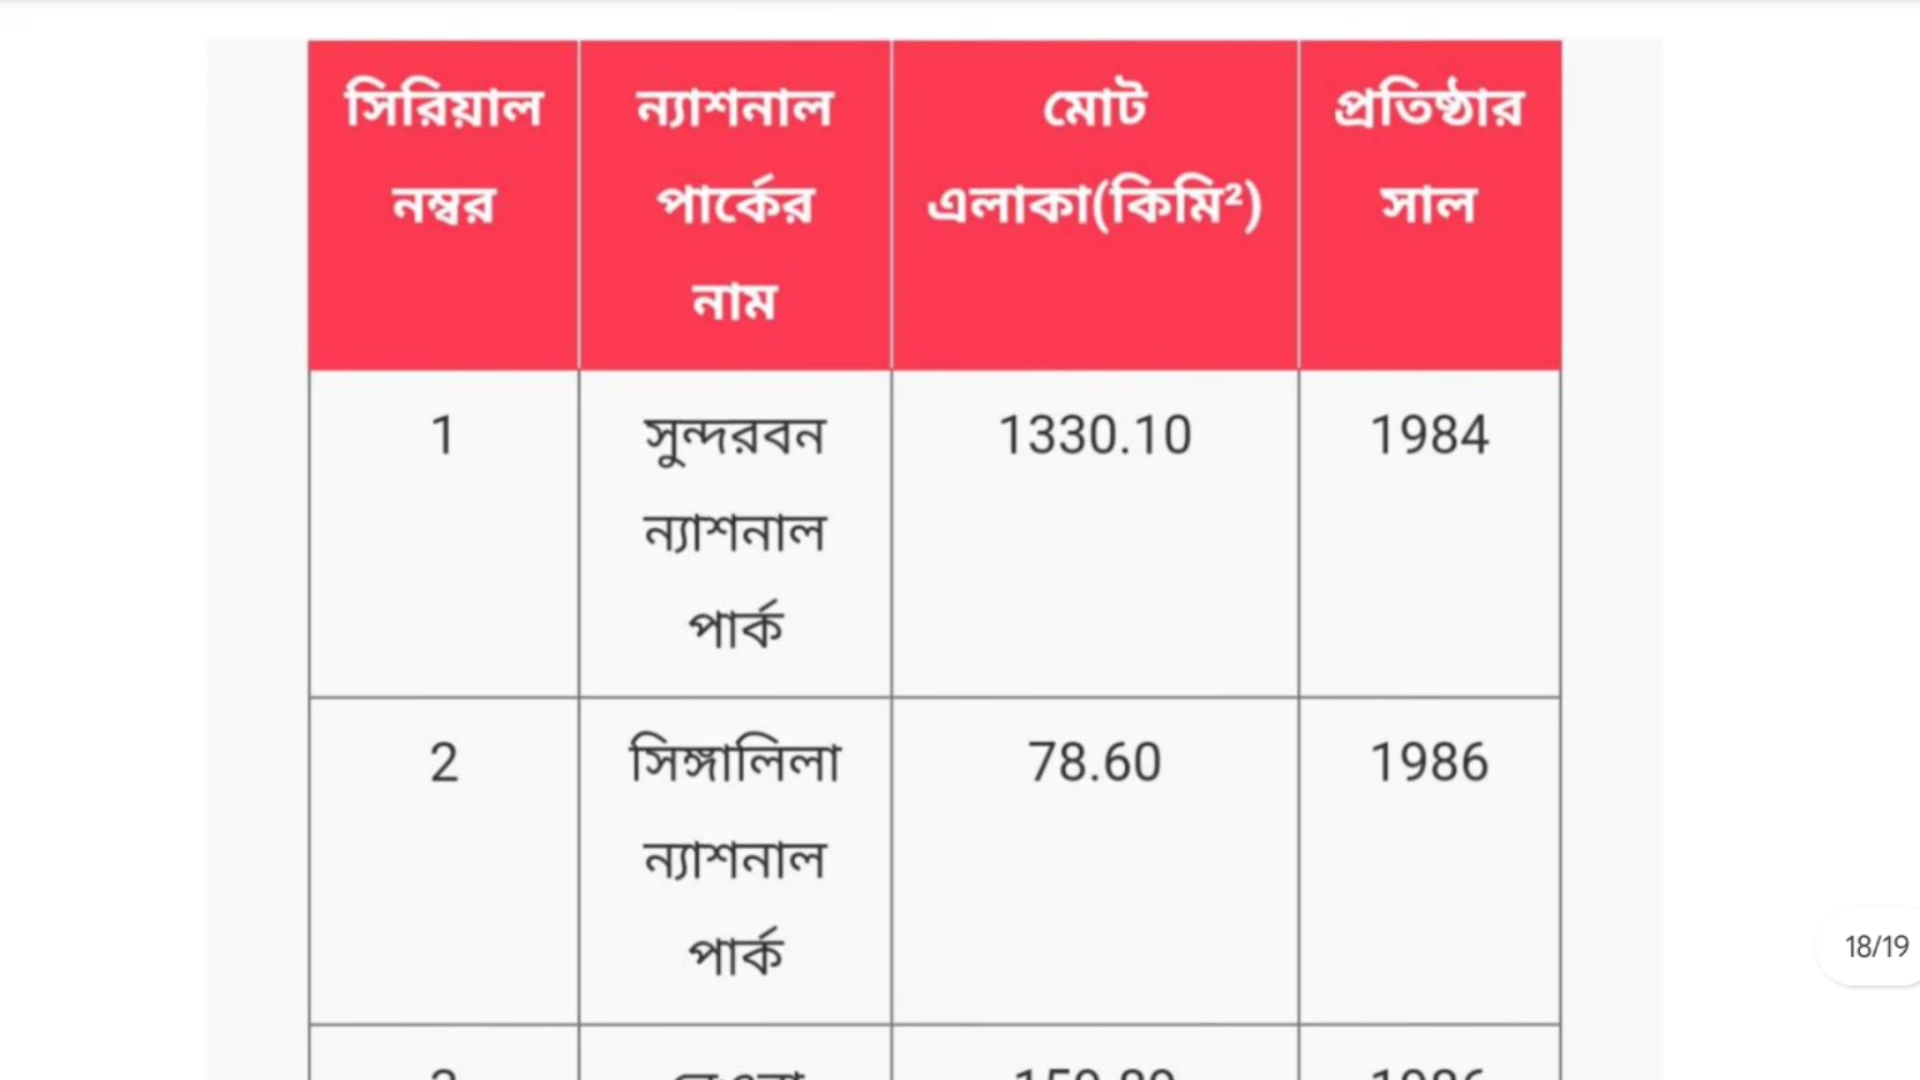 সিরিয়াল নম্বর ন্যাশনাল পার্কের নাম মোট এলাকা(কিমি²) প্রতিষ্ঠার সাল
1 সুন্দরবন ন্যাশনাল পার্ক 1330.10 1984
2 সিঙ্গালিলা ন্যাশনাল পার্ক 78.60 1986
18/19